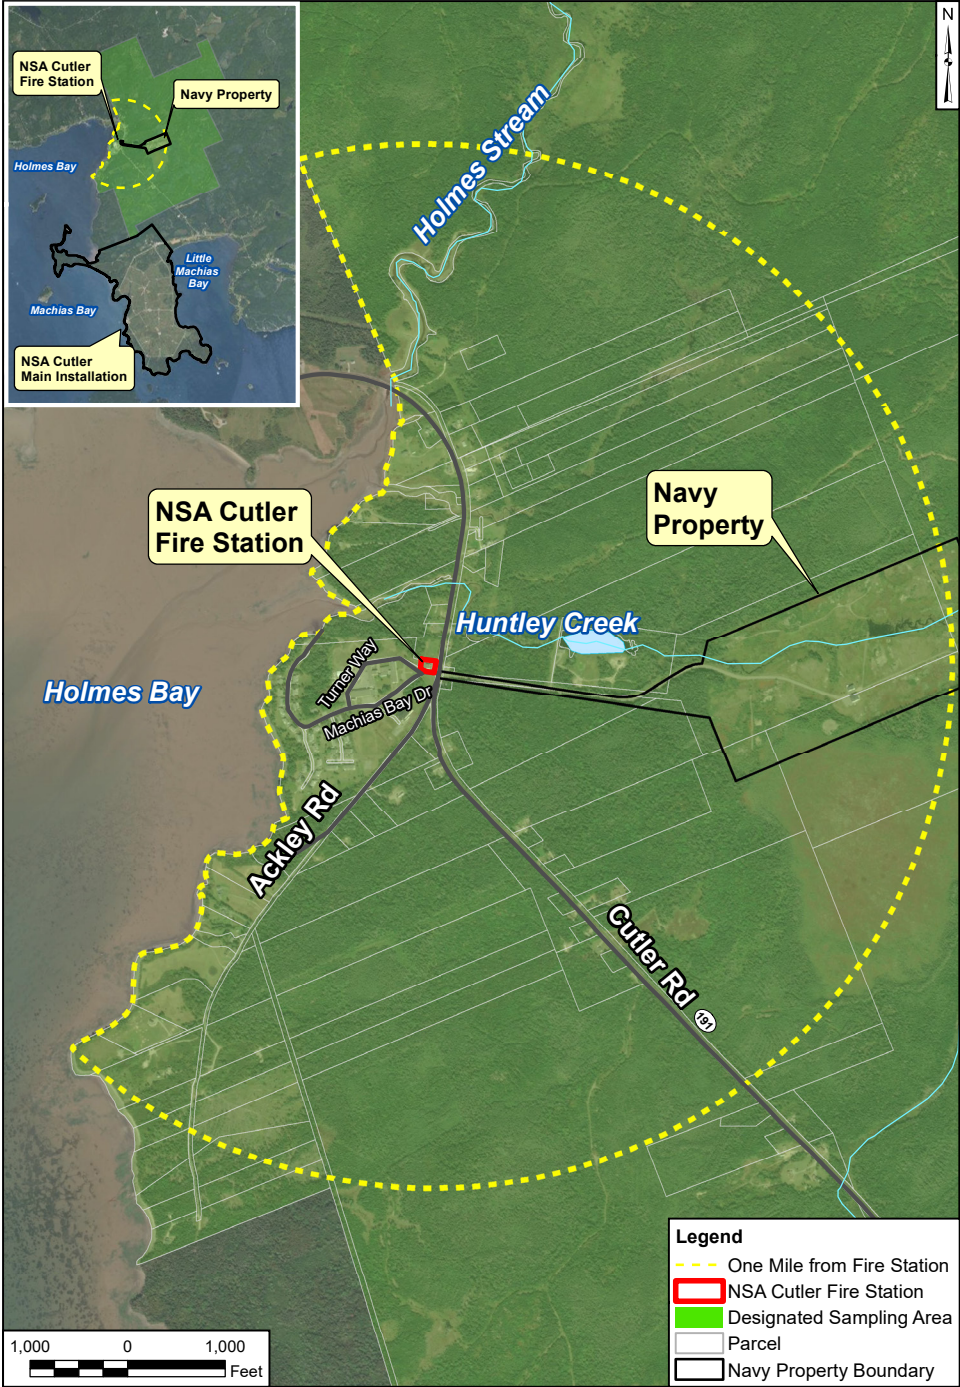 NSA Cutler
Fire Station
Navy Property
Holmes Bay
Little
Machias
Bay
Machias Bay
NSA Cutler
Main Installation
N
Holmes Stream
NSA Cutler
Fire Station
Navy
Property
Huntley Creek
Holmes Bay
Turner Way
Machias Bay Dr
Ackley Rd
Cutler Rd
191
Legend
One Mile from Fire Station
NSA Cutler Fire Station
Designated Sampling Area
Parcel
Navy Property Boundary
1,000 0 1,000
Feet